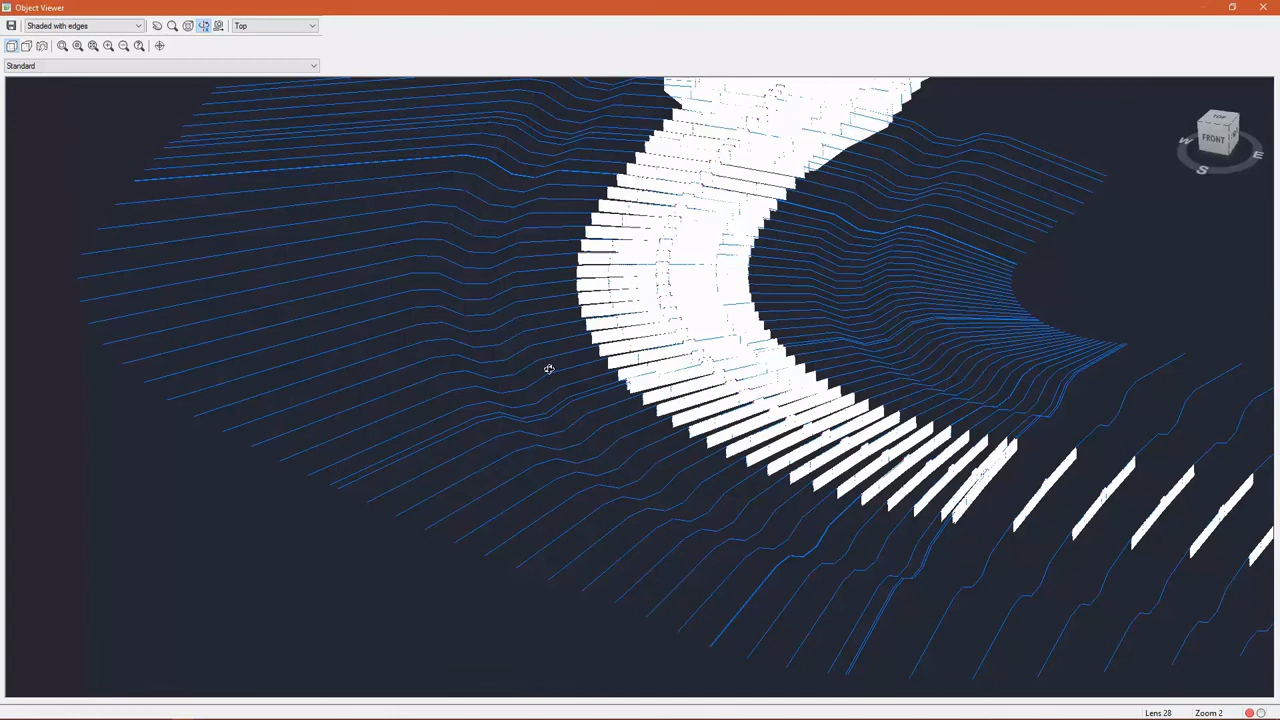 Object Viewer
Shaded with edges
Top
Standard
FRONT
W
E
S
Lens 28
Zoom 2